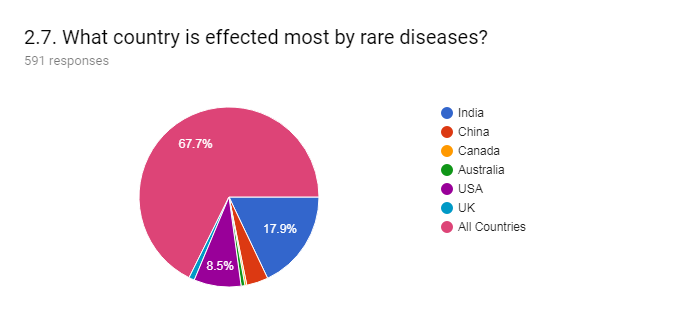 2.7. What country is effected most by rare diseases?
591 responses
67.7%
17.9%
8.5%
India
China
Canada
Australia
USA
UK
All Countries